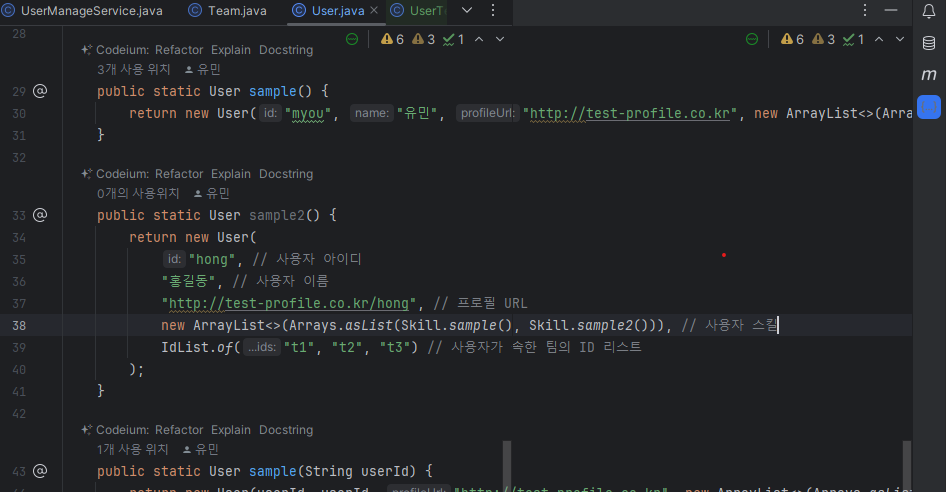 UserManageService.java Team.java User.java UserT
6 3 1 6 3 1
28
Codeium: Refactor Explain Docstring
3개 사용 위치 유민
29 @ public static User sample() {
30 return new User( id: "myou", name: "유민", profileUrl: "http://test-profile.co.kr", new ArrayList<>(Arra
31 }
32
Codeium: Refactor Explain Docstring
0개의 사용위치 유민
33 @ public static User sample2() {
34 return new User(
35 id: "hong", // 사용자 아이디
36 "홍길동", // 사용자 이름
37 "http://test-profile.co.kr/hong", // 프로필 URL
38 new ArrayList<>(Arrays.asList(Skill.sample(), Skill.sample2())), // 사용자 스킬
39 IdList.of( ...ids: "t1", "t2", "t3") // 사용자가 속한 팀의 ID 리스트
40 );
41 }
42
Codeium: Refactor Explain Docstring
1개 사용 위치 유민
43 @ public static User sample(String userId) {